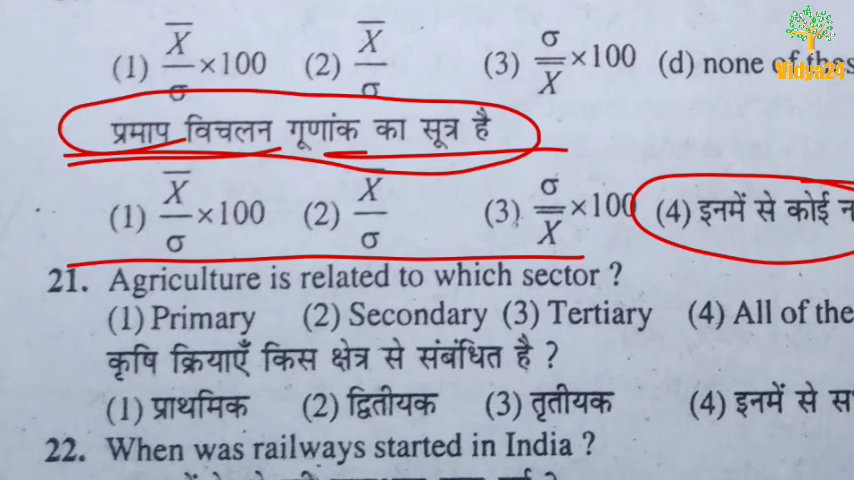 (1) X̄/σ ×100 (2) X̄/σ (3) σ/X̄ ×100 (d) none of thes
Vidya24
प्रमाप विचलन गूणांक का सूत्र है
(1) X̄/σ ×100 (2) X̄/σ (3) σ/X̄ ×100 (4) इनमें से कोई न
21. Agriculture is related to which sector ?
(1) Primary (2) Secondary (3) Tertiary (4) All of the
कृषि क्रियाएँ किस क्षेत्र से संबंधित है ?
(1) प्राथमिक (2) द्वितीयक (3) तृतीयक (4) इनमें से स
22. When was railways started in India ?